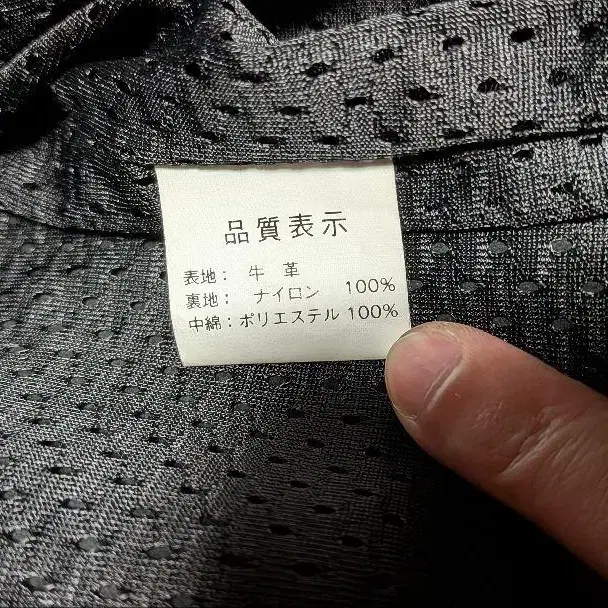 品質表示
表地: 牛革
裏地: ナイロン 100%
中綿: ポリエステル 100%